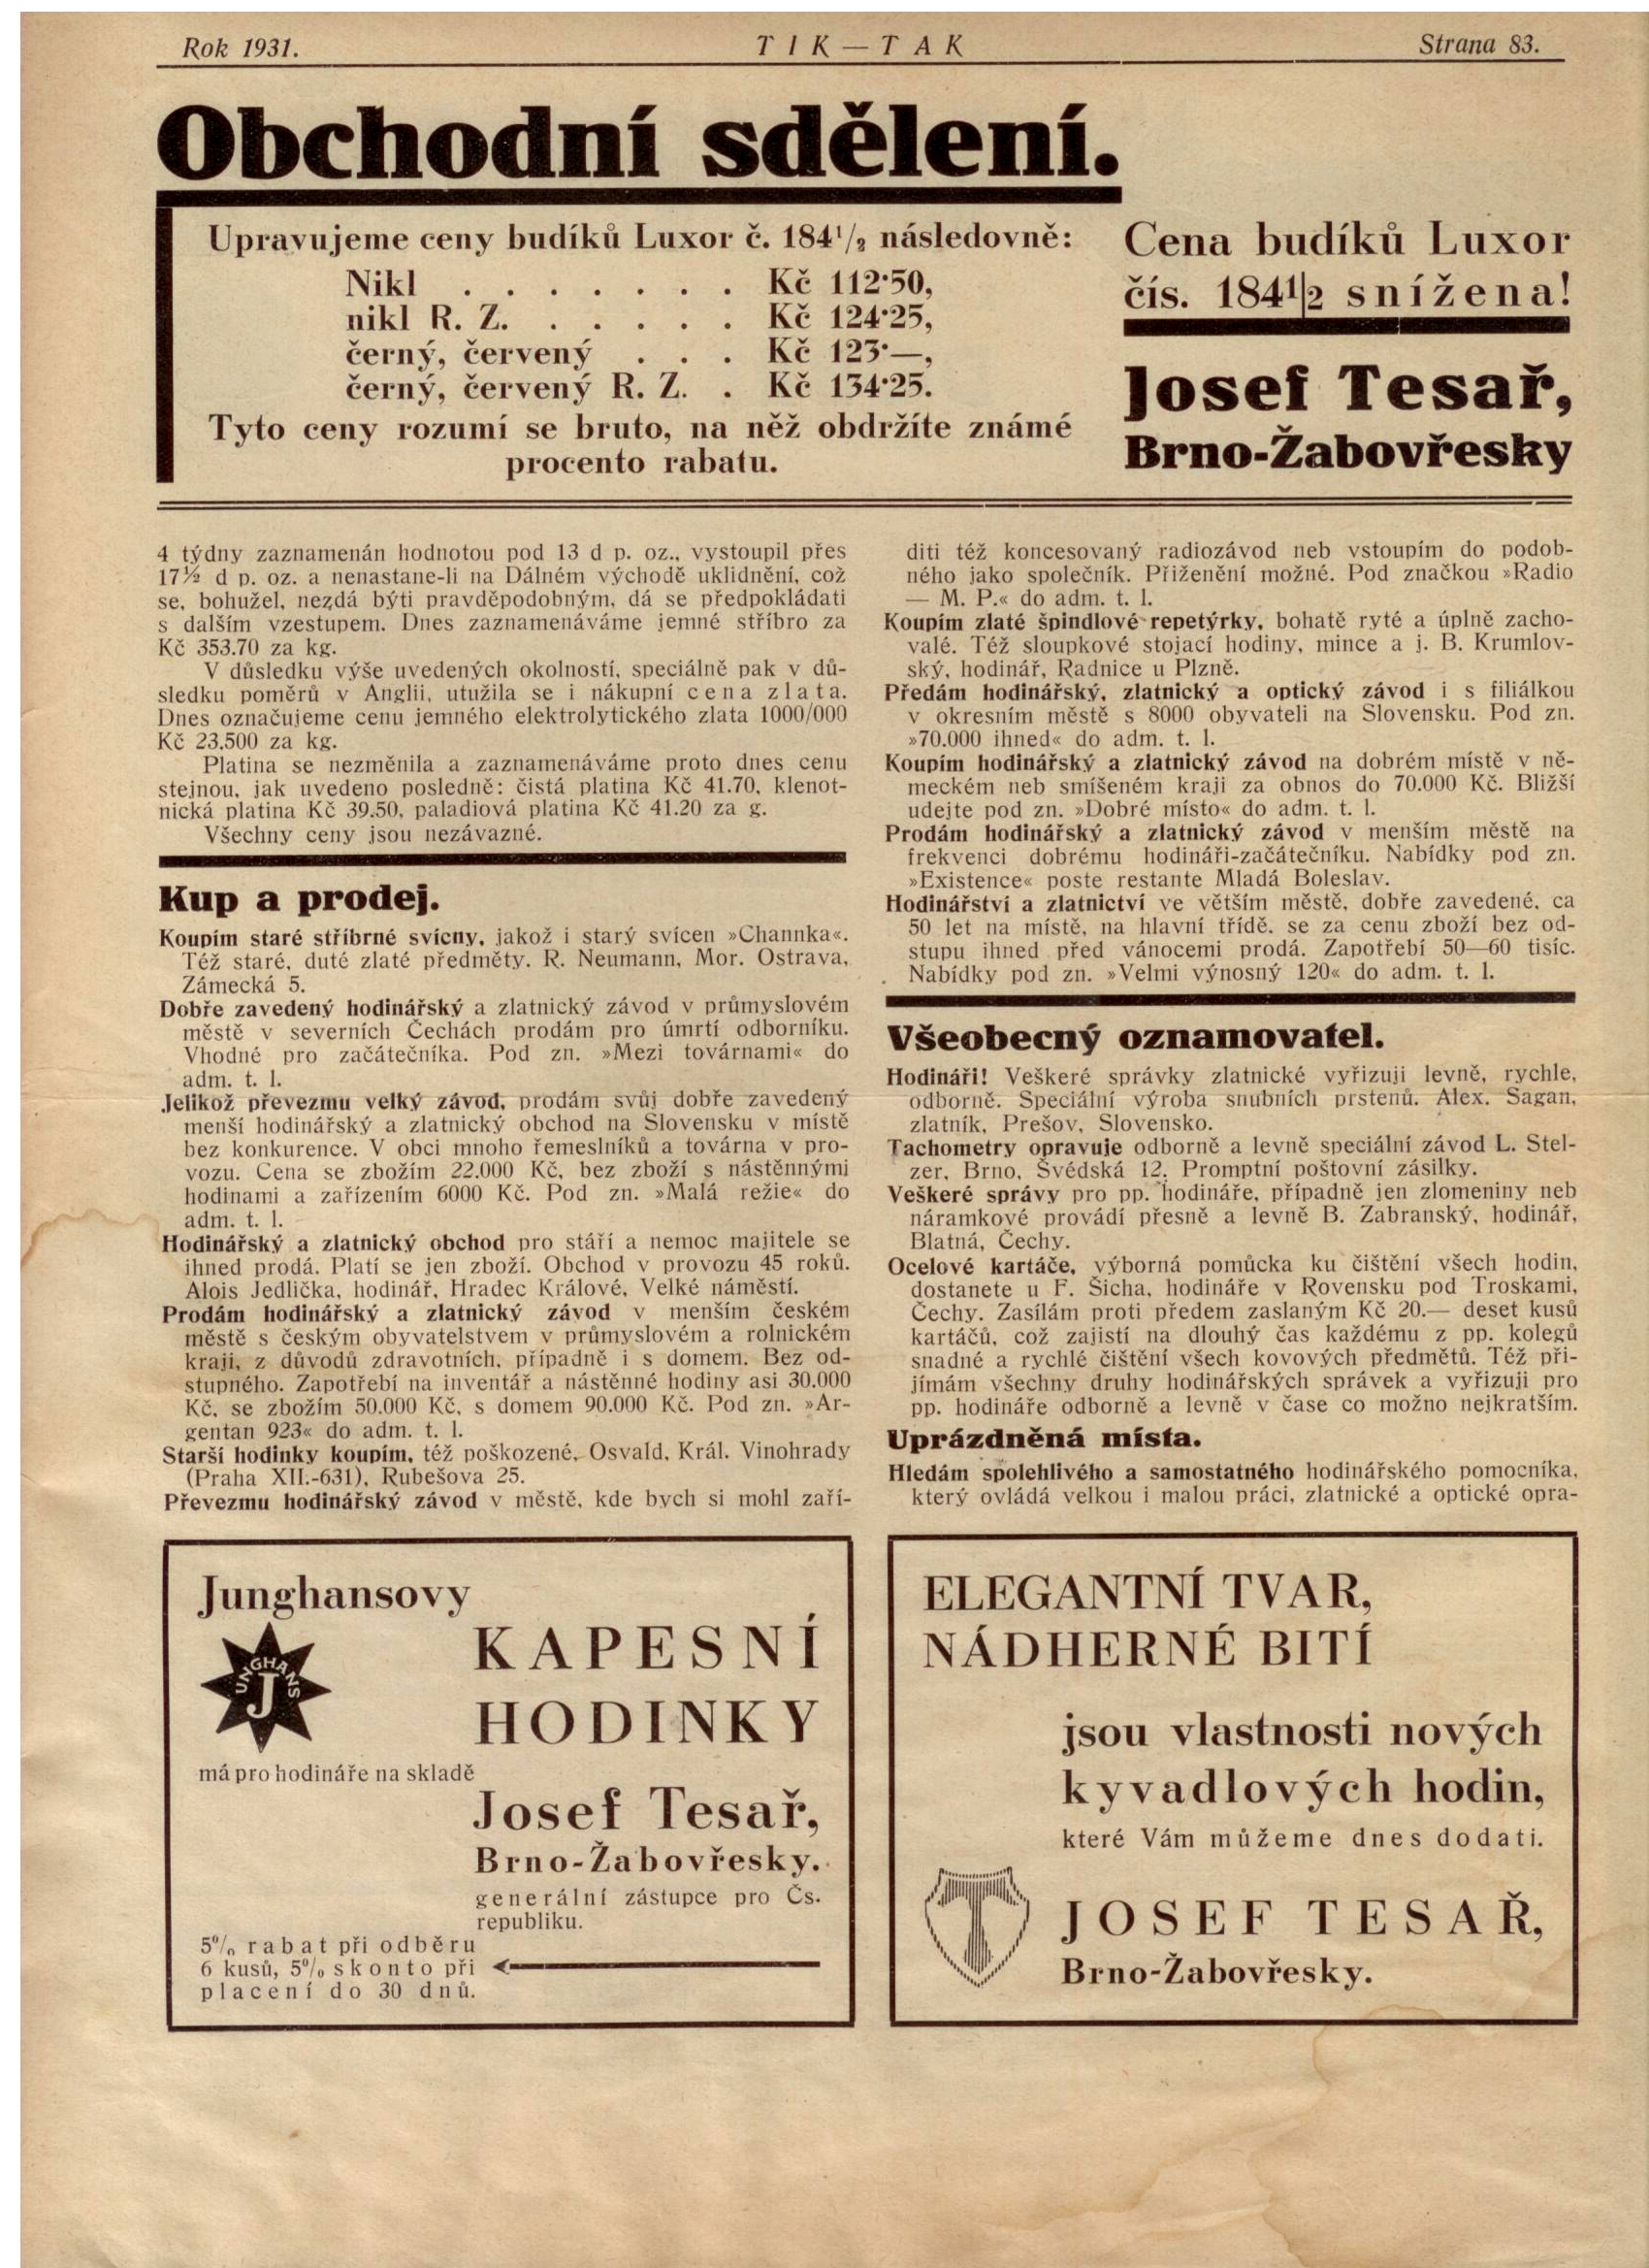 Rok 1931.
TIK—TAK
Strana 83.
Obchodní sdělení.
Upravujeme ceny budíků Luxor č. 184¹/₂ následovně:
Nikl . . . . . . . Kč 112·50,
nikl R. Z. . . . . . Kč 124·25,
černý, červený . . . Kč 123·—,
černý, červený R. Z. . Kč 134·25.
Tyto ceny rozumí se bruto, na něž obdržíte známé
procento rabatu.
Cena budíků Luxor
čís. 184½ snížena!
Josef Tesař,
Brno-Žabovřesky
4 týdny zaznamenán hodnotou pod 13 d p. oz., vystoupil přes
17½ d p. oz. a nenastane-li na Dálném východě uklidnění, což
se, bohužel, nezdá býti pravděpodobným, dá se předpokládati
s dalším vzestupem. Dnes zaznamenáváme jemné stříbro za
Kč 353.70 za kg.
V důsledku výše uvedených okolností, speciálně pak v dů-
sledku poměrů v Anglii, utužila se i nákupní cena zlata.
Dnes označujeme cenu jemného elektrolytického zlata 1000/000
Kč 23.500 za kg.
Platina se nezměnila a zaznamenáváme proto dnes cenu
stejnou, jak uvedeno posledně: čistá platina Kč 41.70, klenot-
nická platina Kč 39.50, paladiová platina Kč 41.20 za g.
Všechny ceny jsou nezávazné.
Kup a prodej.
Koupím staré stříbrné svícny, jakož i starý svícen »Channka«.
Též staré, duté zlaté předměty. R. Neumann, Mor. Ostrava,
Zámecká 5.
Dobře zavedený hodinářský a zlatnický závod v průmyslovém
městě v severních Čechách prodám pro úmrtí odborníku.
Vhodné pro začátečníka. Pod zn. »Mezi továrnami« do
adm. t. l.
Jelikož převezmu velký závod, prodám svůj dobře zavedený
menší hodinářský a zlatnický obchod na Slovensku v místě
bez konkurence. V obci mnoho řemeslníků a továrna v pro-
vozu. Cena se zbožím 22.000 Kč, bez zboží s nástěnnými
hodinami a zařízením 6000 Kč. Pod zn. »Malá režie« do
adm. t. l.
Hodinářský a zlatnický obchod pro stáří a nemoc majitele se
ihned prodá. Platí se jen zboží. Obchod v provozu 45 roků.
Alois Jedlička, hodinář, Hradec Králové, Velké náměstí.
Prodám hodinářský a zlatnický závod v menším českém
městě s českým obyvatelstvem v průmyslovém a rolnickém
kraji, z důvodů zdravotních, případně i s domem. Bez od-
stupného. Zapotřebí na inventář a nástěnné hodiny asi 30.000
Kč, se zbožím 50.000 Kč, s domem 90.000 Kč. Pod zn. »Ar-
gentan 923« do adm. t. l.
Starší hodinky koupím, též poškozené, Osvald, Král. Vinohrady
(Praha XII.-631), Rubešova 25.
Převezmu hodinářský závod v městě, kde bych si mohl zaří-
diti též koncesovaný radiozávod neb vstoupím do podob-
ného jako společník. Přiženění možné. Pod značkou »Radio
— M. P.« do adm. t. l.
Koupím zlaté špindlové repetýrky, bohatě ryté a úplně zacho-
valé. Též sloupkové stojací hodiny, mince a j. B. Krumlov-
ský, hodinář, Radnice u Plzně.
Předám hodinářský, zlatnický a optický závod i s filiálkou
v okresním městě s 8000 obyvateli na Slovensku. Pod zn.
»70.000 ihned« do adm. t. l.
Koupím hodinářský a zlatnický závod na dobrém místě v ně-
meckém neb smíšeném kraji za obnos do 70.000 Kč. Bližší
udejte pod zn. »Dobré místo« do adm. t. l.
Prodám hodinářský a zlatnický závod v menším městě na
frekvenci dobrému hodináři-začátečníku. Nabídky pod zn.
»Existence« poste restante Mladá Boleslav.
Hodinářství a zlatnictví ve větším městě, dobře zavedené, ca
50 let na místě, na hlavní třídě, se za cenu zboží bez od-
stupu ihned před vánocemi prodá. Zapotřebí 50—60 tisíc.
Nabídky pod zn. »Velmi výnosný 120« do adm. t. l.
Všeobecný oznamovatel.
Hodináři! Veškeré správky zlatnické vyřizuji levně, rychle,
odborně. Speciální výroba snubních prstenů. Alex. Sagan,
zlatník, Prešov, Slovensko.
Tachometry opravuje odborně a levně speciální závod L. Stel-
zer, Brno, Švédská 12. Promptní poštovní zásilky.
Veškeré správy pro pp. hodináře, případně jen zlomeniny neb
náramkové provádí přesně a levně B. Zabranský, hodinář,
Blatná, Čechy.
Ocelové kartáče, výborná pomůcka ku čištění všech hodin,
dostanete u F. Šicha, hodináře v Rovensku pod Troskami,
Čechy. Zasílám proti předem zaslaným Kč 20.— deset kusů
kartáčů, což zajistí na dlouhý čas každému z pp. kolegů
snadné a rychlé čištění všech kovových předmětů. Též při-
jímám všechny druhy hodinářských správek a vyřizuji pro
pp. hodináře odborně a levně v čase co možno nejkratším.
Uprázdněná místa.
Hledám spolehlivého a samostatného hodinářského pomocníka,
který ovládá velkou i malou práci, zlatnické a optické opra-
Junghansovy
JUNGHANS
J
KAPESNÍ
HODINKY
má pro hodináře na skladě
Josef Tesař,
Brno-Žabovřesky.
generální zástupce pro Čs.
republiku.
5% rabat při odběru
6 kusů, 5% skonto při
placení do 30 dnů.
ELEGANTNÍ TVAR,
NÁDHERNÉ BITÍ
jsou vlastnosti nových
kyvadlových hodin,
které Vám můžeme dnes dodati.
T
JOSEF TESAŘ,
Brno-Žabovřesky.